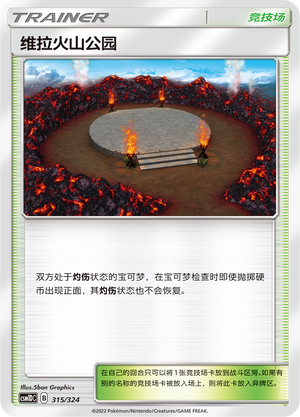 TRAINER 竞技场
维拉火山公园
双方处于灼伤状态的宝可梦，在宝可梦检查时即使抛掷硬
币出现正面，其灼伤状态也不会恢复。
Illus.5ban Graphics
CSM1DC B 315/324
在自己的回合只可以将1张竞技场卡放到战斗区旁。如果有
别的名称的竞技场卡被放入场上，则将此卡放入弃牌区。
©2022 Pokémon/Nintendo/Creatures/GAME FREAK.